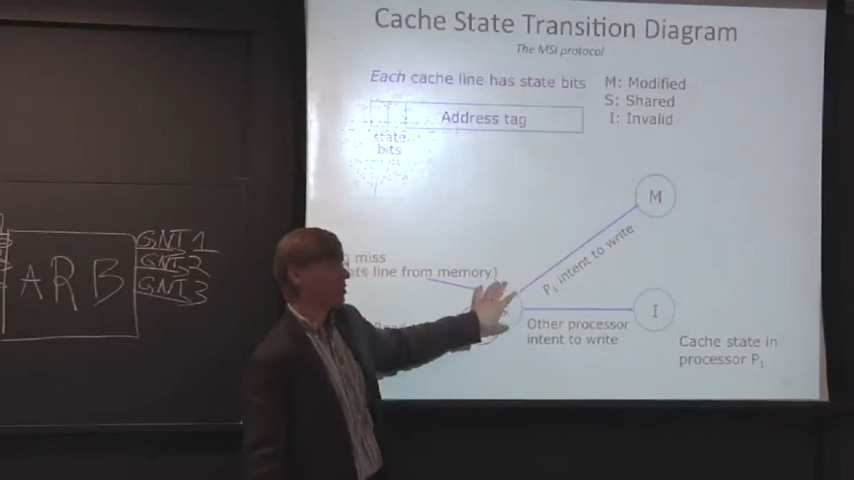 Cache State Transition Diagram
The MSI protocol
Each cache line has state bits
M: Modified
S: Shared
I: Invalid
Address tag
state
bits
M
P1 intent to write
miss
line from memory)
I
Other processor
intent to write
Cache state in
processor P1
ARB
GNT 1
GNT 2
GNT 3